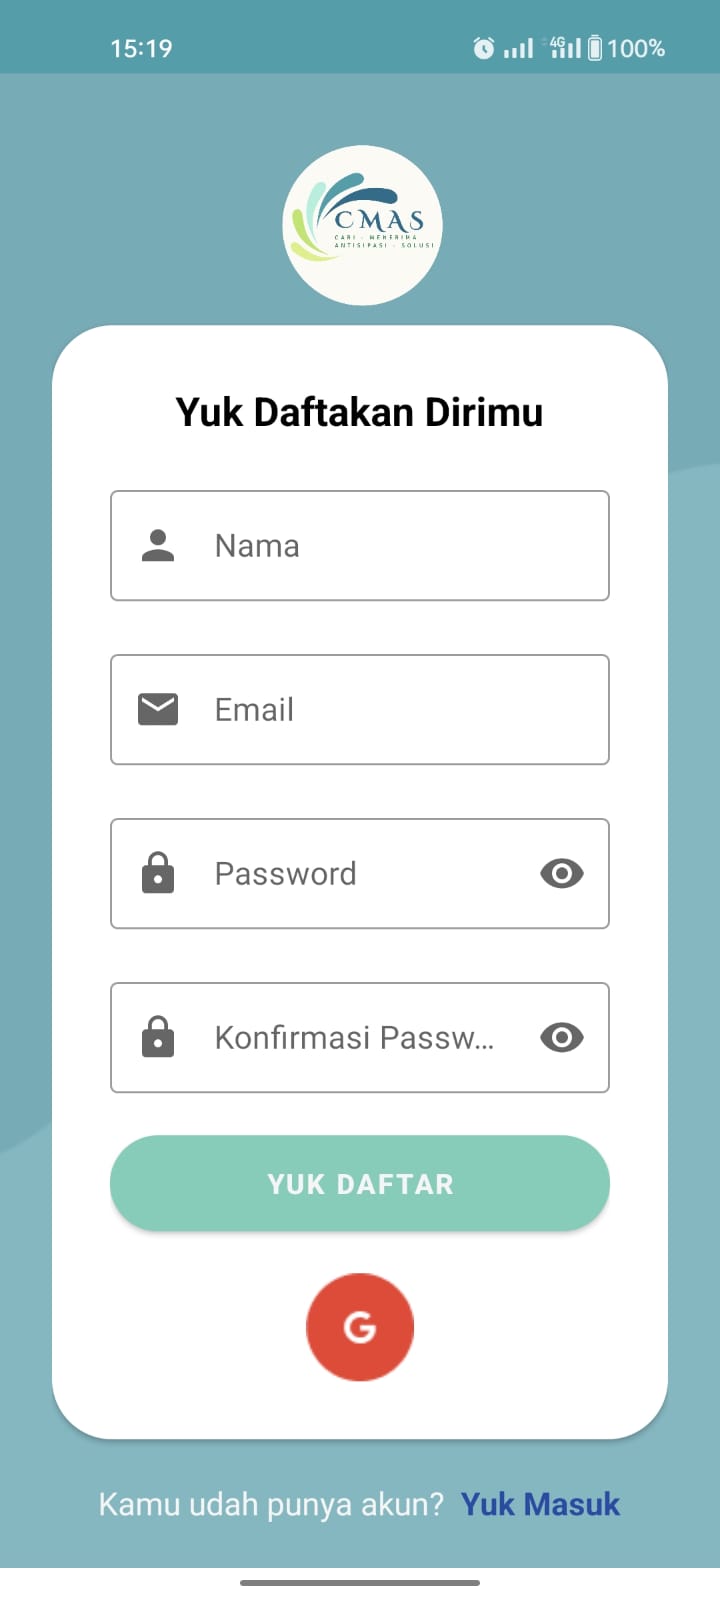 15:19
4G
100%
CMAS
CARI - MENERIMA
ANTISIPASI - SOLUSI
Yuk Daftakan Dirimu
Nama
Email
Password
Konfirmasi Passw...
YUK DAFTAR
G
Kamu udah punya akun? Yuk Masuk